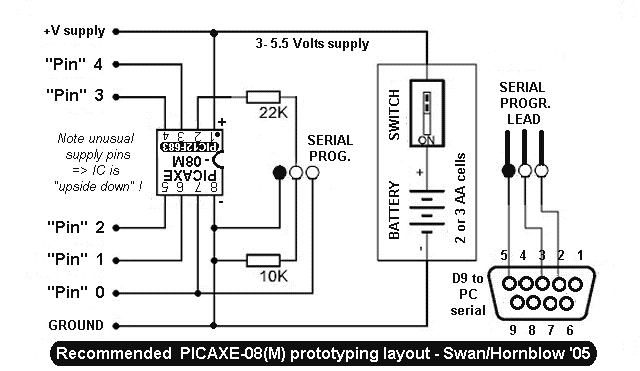 +V supply
3- 5.5 Volts supply
"Pin" 4
"Pin" 3
22K
Note unusual
supply pins
=> IC is
"upside down" !
4 3 2 1
+
PIC12F683
- 08M
PICAXE
5 6 7 8
-
SERIAL
PROG.
SWITCH
ON
+
BATTERY
2 or 3 AA cells
-
SERIAL
PROGR.
LEAD
"Pin" 2
"Pin" 1
10K
"Pin" 0
GROUND
5 4 3 2 1
D9 to
PC
serial
9 8 7 6
Recommended PICAXE-08(M) prototyping layout - Swan/Hornblow '05